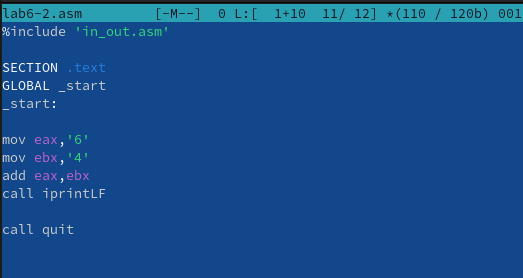 lab6-2.asm [-M--] 0 L:[ 1+10 11/ 12] *(110 / 120b) 001
%include 'in_out.asm'
SECTION .text
GLOBAL _start
_start:
mov eax,'6'
mov ebx,'4'
add eax,ebx
call iprintLF
call quit